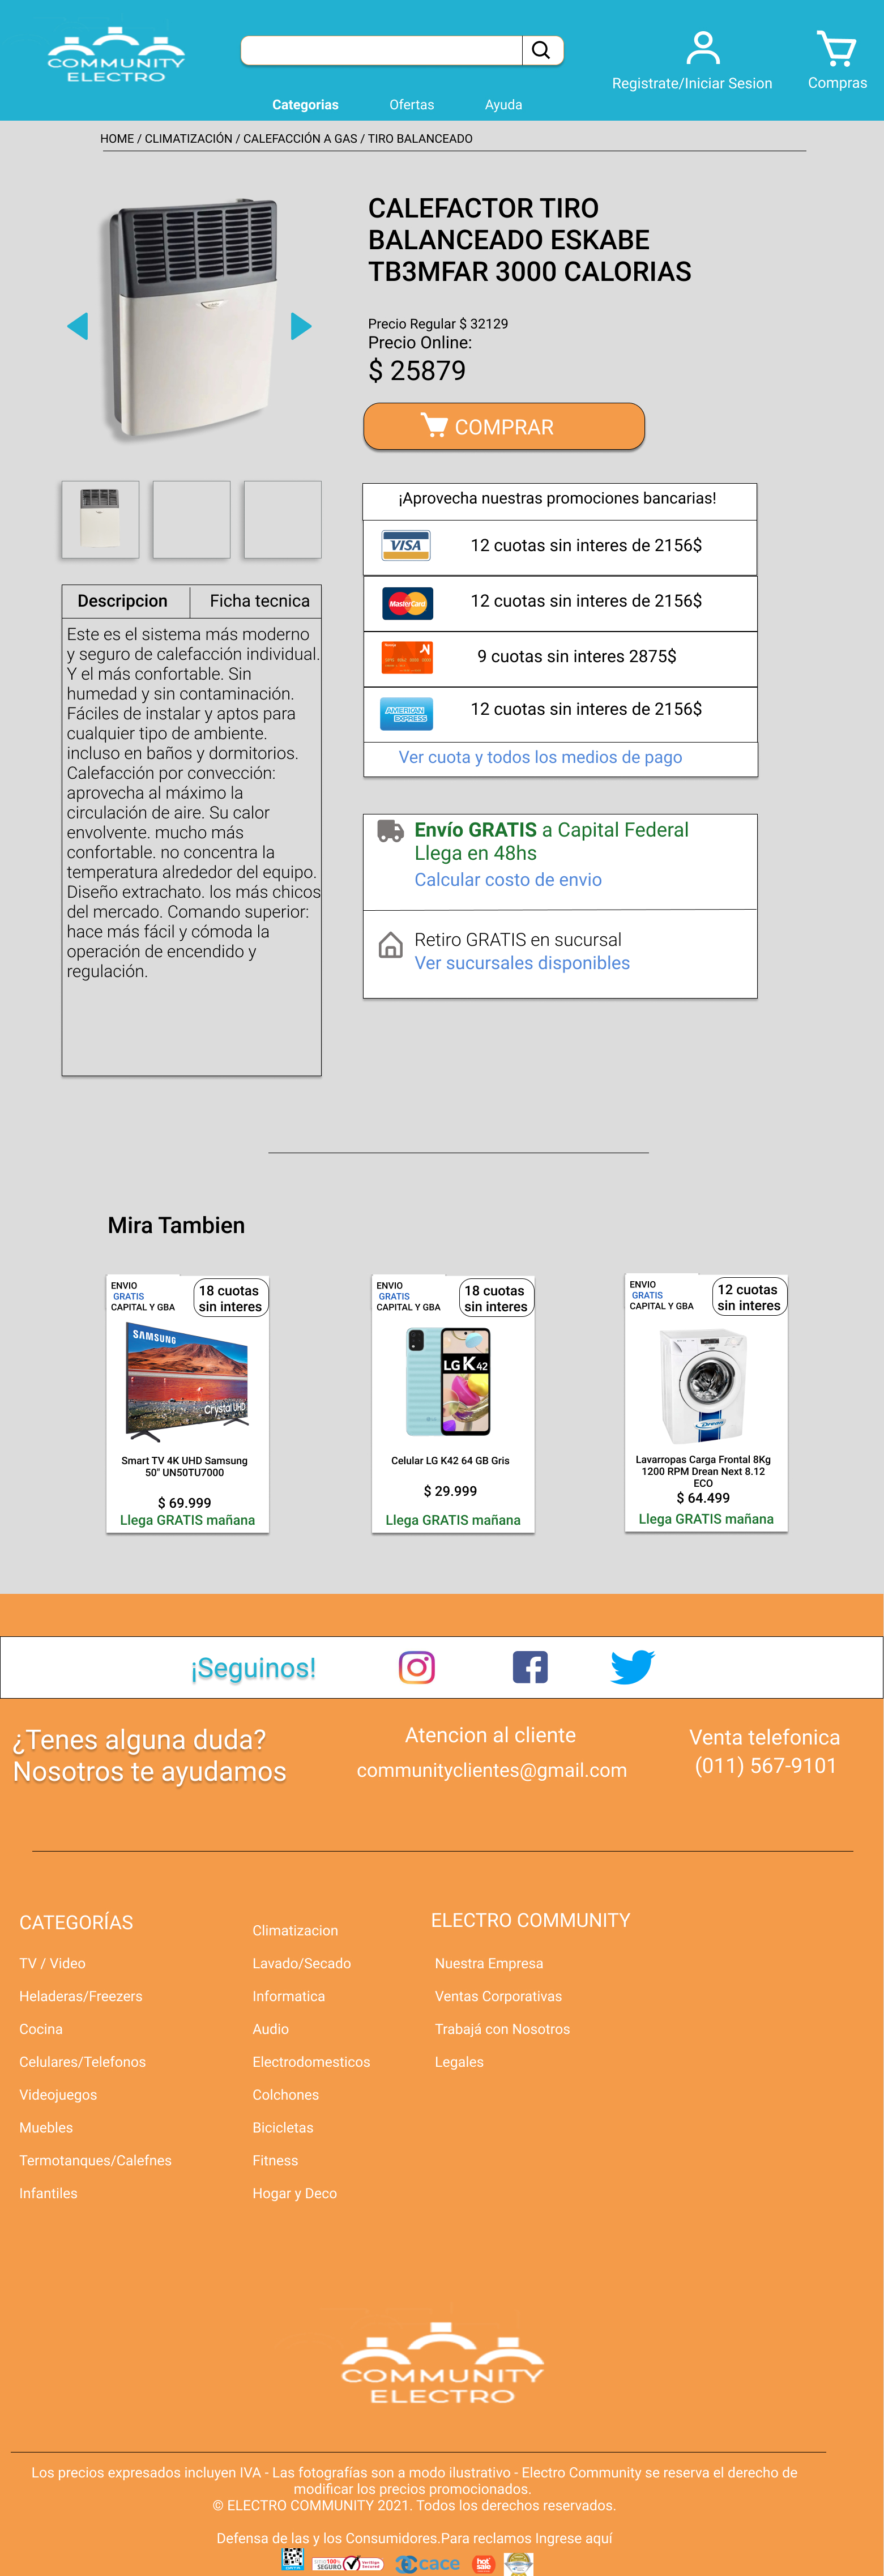 COMMUNITY
ELECTRO
Registrate/Iniciar Sesion
Compras
Categorias
Ofertas
Ayuda
HOME / CLIMATIZACIÓN / CALEFACCIÓN A GAS / TIRO BALANCEADO
CALEFACTOR TIRO
BALANCEADO ESKABE
TB3MFAR 3000 CALORIAS
Precio Regular $ 32129
Precio Online:
$ 25879
COMPRAR
¡Aprovecha nuestras promociones bancarias!
VISA
12 cuotas sin interes de 2156$
MasterCard
12 cuotas sin interes de 2156$
9 cuotas sin interes 2875$
AMERICAN
EXPRESS
12 cuotas sin interes de 2156$
Ver cuota y todos los medios de pago
Descripcion
Ficha tecnica
Este es el sistema más moderno
y seguro de calefacción individual.
Y el más confortable. Sin
humedad y sin contaminación.
Fáciles de instalar y aptos para
cualquier tipo de ambiente.
incluso en baños y dormitorios.
Calefacción por convección:
aprovecha al máximo la
circulación de aire. Su calor
envolvente. mucho más
confortable. no concentra la
temperatura alrededor del equipo.
Diseño extrachato. los más chicos
del mercado. Comando superior:
hace más fácil y cómoda la
operación de encendido y
regulación.
Envío GRATIS a Capital Federal
Llega en 48hs
Calcular costo de envio
Retiro GRATIS en sucursal
Ver sucursales disponibles
Mira Tambien
ENVIO
GRATIS
CAPITAL Y GBA
18 cuotas
sin interes
SAMSUNG
Crystal UHD
Smart TV 4K UHD Samsung
50" UN50TU7000
$ 69.999
Llega GRATIS mañana
ENVIO
GRATIS
CAPITAL Y GBA
18 cuotas
sin interes
LG K42
Celular LG K42 64 GB Gris
$ 29.999
Llega GRATIS mañana
ENVIO
GRATIS
CAPITAL Y GBA
12 cuotas
sin interes
Drean
Lavarropas Carga Frontal 8Kg
1200 RPM Drean Next 8.12
ECO
$ 64.499
Llega GRATIS mañana
¡Seguinos!
¿Tenes alguna duda?
Nosotros te ayudamos
Atencion al cliente
communityclientes@gmail.com
Venta telefonica
(011) 567-9101
CATEGORÍAS
TV / Video
Heladeras/Freezers
Cocina
Celulares/Telefonos
Videojuegos
Muebles
Termotanques/Calefnes
Infantiles
Climatizacion
Lavado/Secado
Informatica
Audio
Electrodomesticos
Colchones
Bicicletas
Fitness
Hogar y Deco
ELECTRO COMMUNITY
Nuestra Empresa
Ventas Corporativas
Trabajá con Nosotros
Legales
COMMUNITY
ELECTRO
Los precios expresados incluyen IVA - Las fotografías son a modo ilustrativo - Electro Community se reserva el derecho de
modificar los precios promocionados.
© ELECTRO COMMUNITY 2021. Todos los derechos reservados.
Defensa de las y los Consumidores.Para reclamos Ingrese aquí
SEGURO
cace
hot
sale